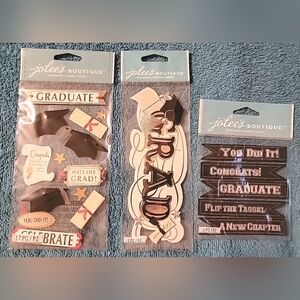 jolee's BOUTIQUE
GRADUATE
Congrats
HATS OFF
GRAD!
YOU DID IT!
CELEBRATE
jolee's BOUTIQUE
GRAD
jolee's BOUTIQUE
YOU DID IT!
CONGRATS!
GRADUATE
FLIP THE TASSEL
A NEW CHAPTER